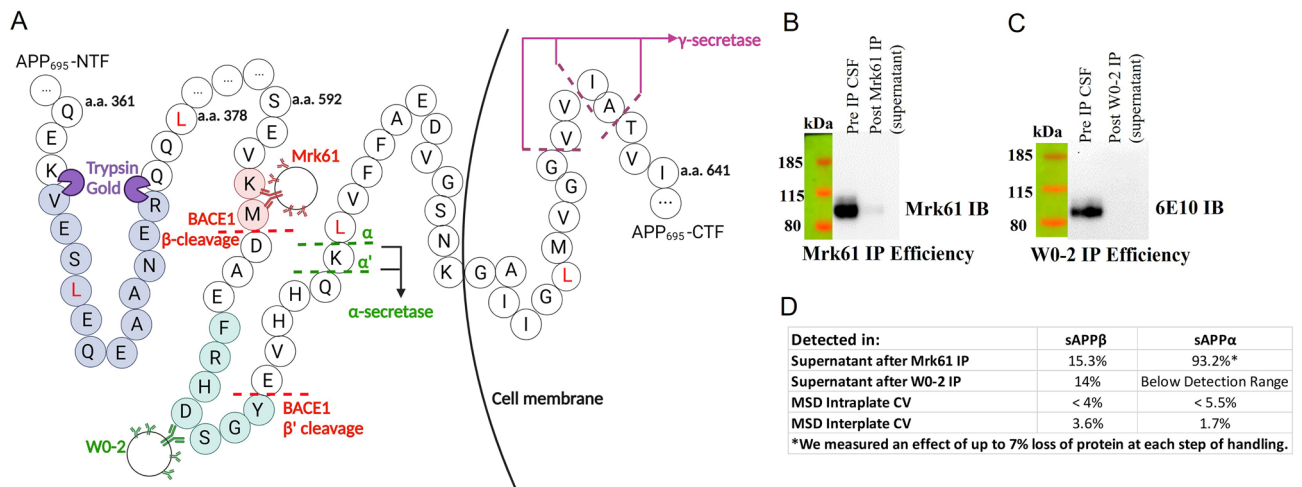 A
APP695-NTF
...
Q
a.a. 361
E
K
V
E
S
L
E
Q
E
A
A
N
E
R
Q
Q
L
a.a. 378
...
...
...
S
a.a. 592
E
V
K
M
D
A
E
F
R
H
D
S
G
Y
E
V
H
H
Q
K
L
V
F
F
A
E
D
V
G
S
N
K
G
A
I
I
G
L
M
V
G
G
V
V
I
A
T
V
I
a.a. 641
...
APP695-CTF
Trypsin
Gold
Mrk61
BACE1
β-cleavage
α
α'
α-secretase
BACE1
β' cleavage
W0-2
Cell membrane
γ-secretase
B
Pre IP CSF
Post Mrk61 IP
(supernatant)
kDa
185
115
80
Mrk61 IB
Mrk61 IP Efficiency
C
Pre IP CSF
Post W0-2 IP
(supernatant)
kDa
185
115
80
6E10 IB
W0-2 IP Efficiency
D
Detected in: sAPPβ sAPPα
Supernatant after Mrk61 IP 15.3% 93.2%*
Supernatant after W0-2 IP 14% Below Detection Range
MSD Intraplate CV < 4% < 5.5%
MSD Interplate CV 3.6% 1.7%
*We measured an effect of up to 7% loss of protein at each step of handling.